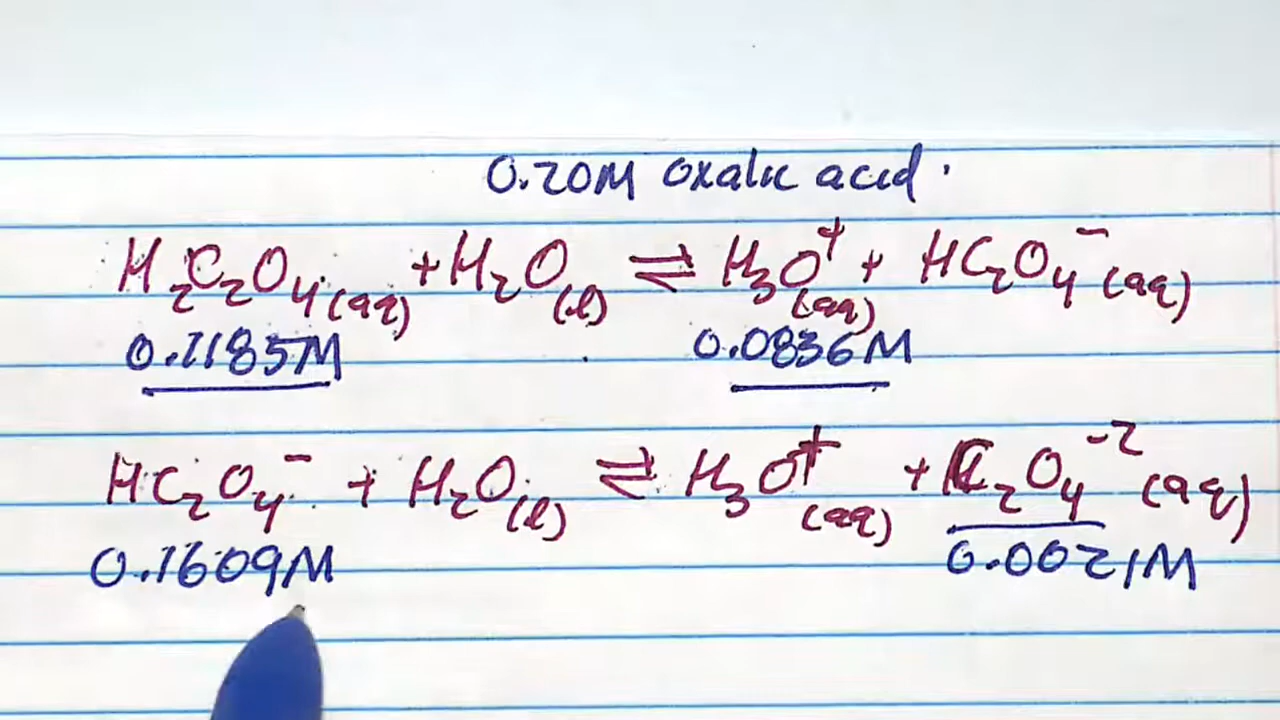 0.20M oxalic acid.
H₂C₂O₄(aq) + H₂O(l) ⇌ H₃O⁺(aq) + HC₂O₄⁻(aq)
0.1185M 0.0836M
HC₂O₄⁻ + H₂O(l) ⇌ H₃O⁺(aq) + C₂O₄⁻²(aq)
0.1609M 0.0021M